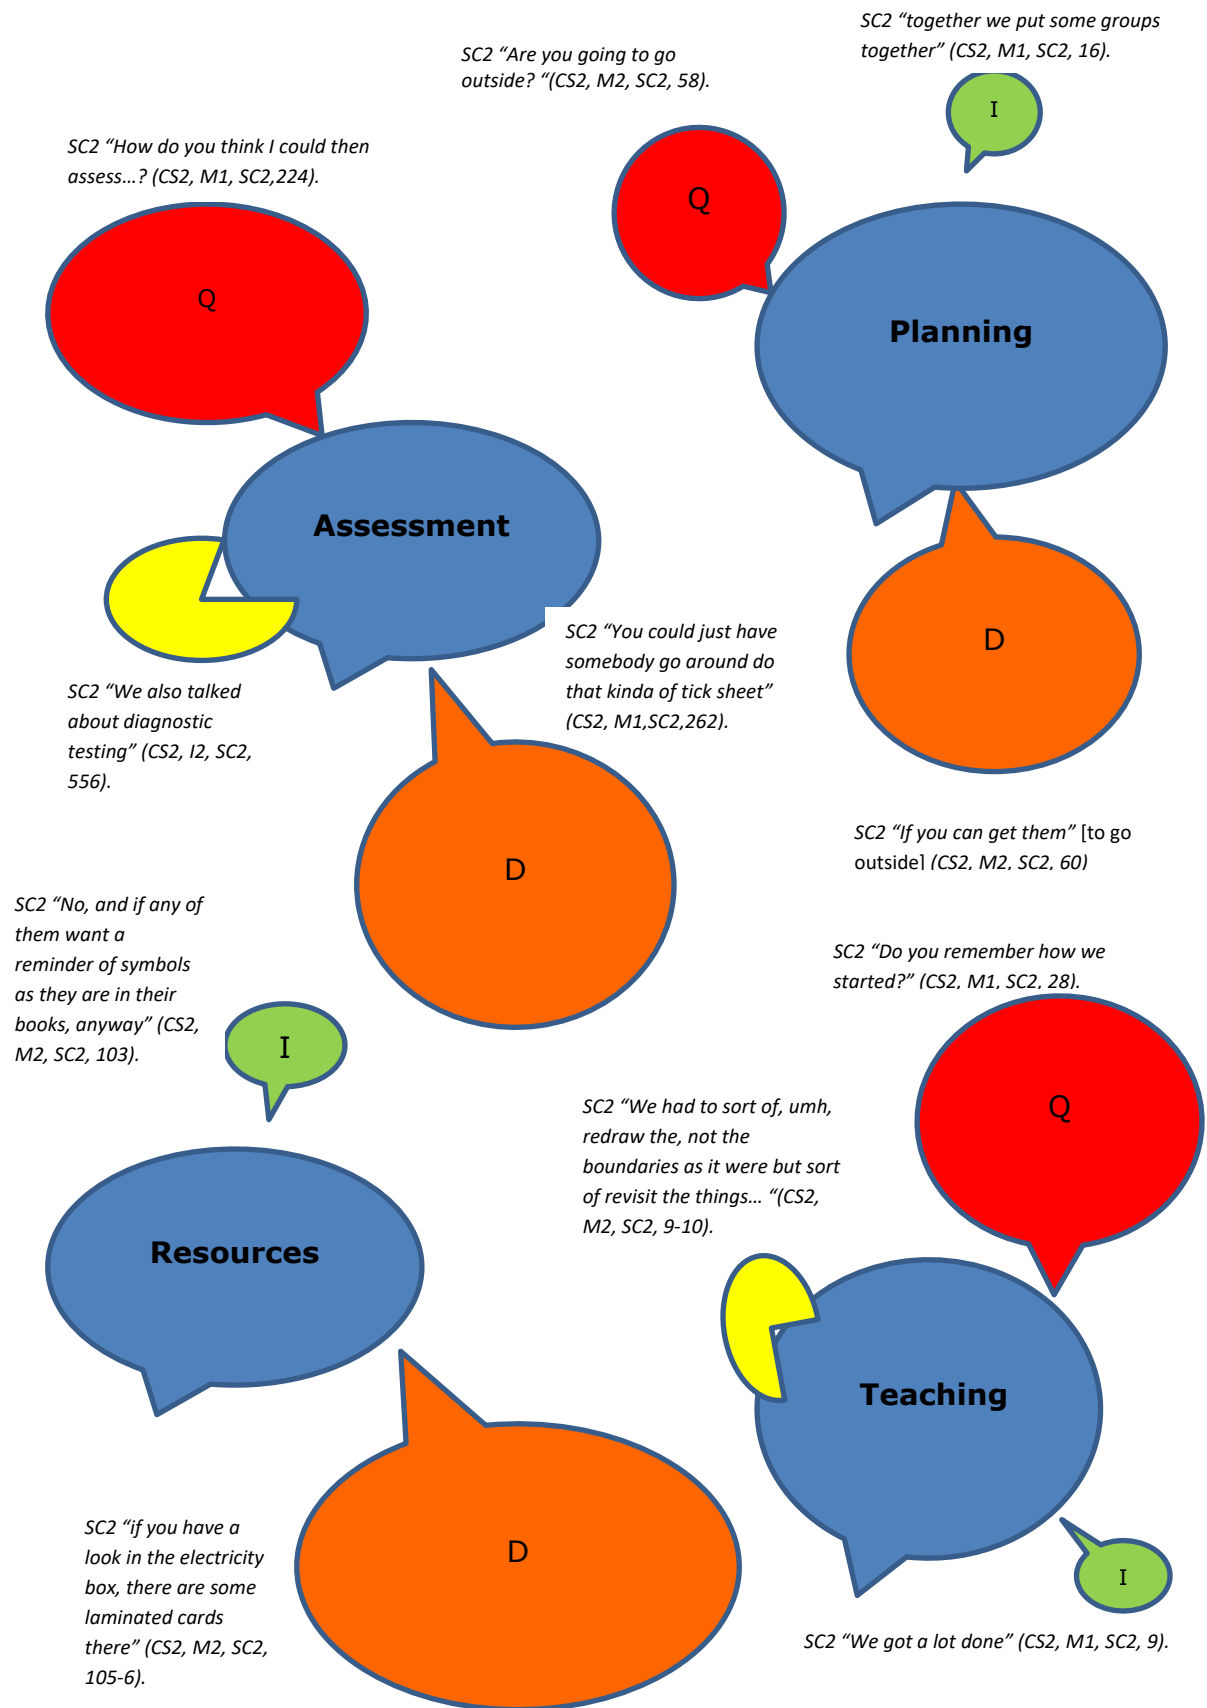 SC2 “together we put some groups
together” (CS2, M1, SC2, 16).
I
SC2 “Are you going to go
outside? “(CS2, M2, SC2, 58).
Q
SC2 “How do you think I could then
assess…? (CS2, M1, SC2,224).
Q
Planning
Assessment
SC2 “You could just have
somebody go around do
that kinda of tick sheet”
(CS2, M1,SC2,262).
D
SC2 “We also talked
about diagnostic
testing” (CS2, I2, SC2,
556).
D
SC2 “If you can get them” [to go
outside] (CS2, M2, SC2, 60)
SC2 “No, and if any of
them want a
reminder of symbols
as they are in their
books, anyway” (CS2,
M2, SC2, 103).
I
SC2 “Do you remember how we
started?” (CS2, M1, SC2, 28).
Q
SC2 “We had to sort of, umh,
redraw the, not the
boundaries as it were but sort
of revisit the things… “(CS2,
M2, SC2, 9-10).
Resources
Teaching
SC2 “if you have a
look in the electricity
box, there are some
laminated cards
there” (CS2, M2, SC2,
105-6).
D
I
SC2 “We got a lot done” (CS2, M1, SC2, 9).